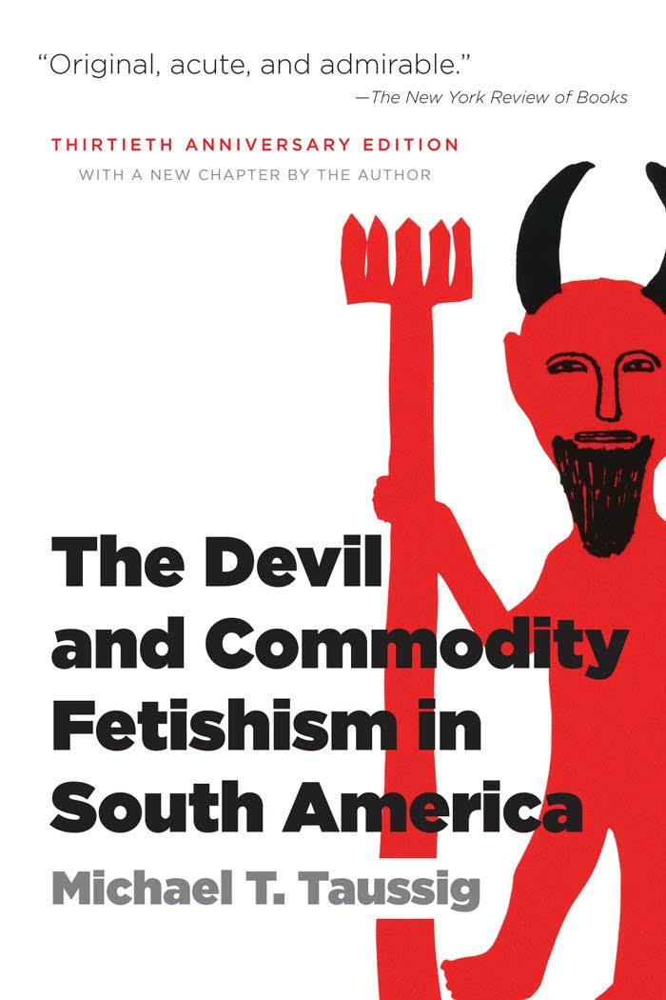 “Original, acute, and admirable.”
—The New York Review of Books
THIRTIETH ANNIVERSARY EDITION
WITH A NEW CHAPTER BY THE AUTHOR
The Devil
and Commodity
Fetishism in
South America
Michael T. Taussig